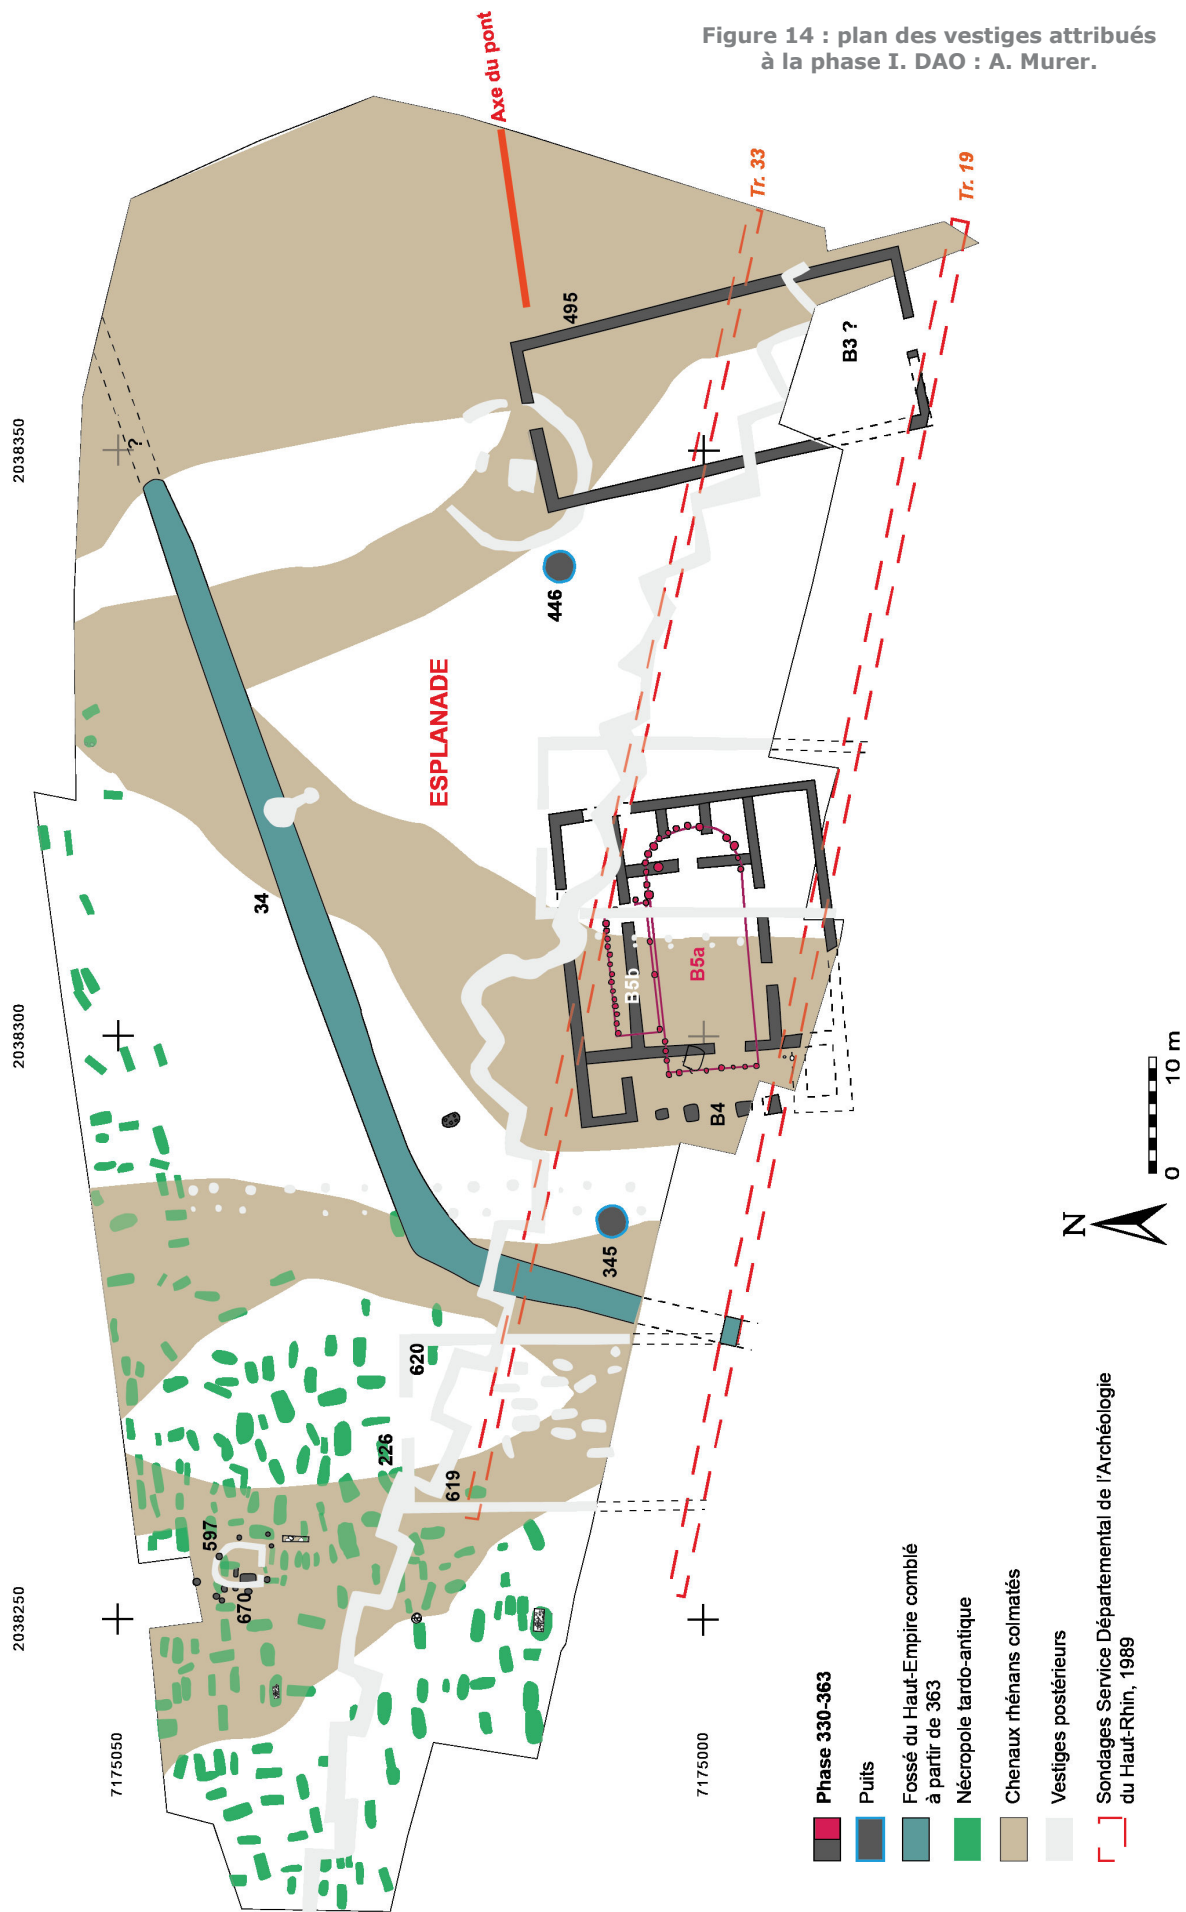 Figure 14 : plan des vestiges attribués
à la phase I. DAO : A. Murer.
Axe du pont
Tr. 33
Tr. 19
495
B3 ?
2038350
?
446
ESPLANADE
34
B5b
B5a
2038300
B4
345
620
226
619
597
670
2038250
7175050
7175000
N
0
10 m
Phase 330-363
Puits
Fossé du Haut-Empire comblé
à partir de 363
Nécropole tardo-antique
Chenaux rhénans colmatés
Vestiges postérieurs
Sondages Service Départemental de l'Archéologie
du Haut-Rhin, 1989